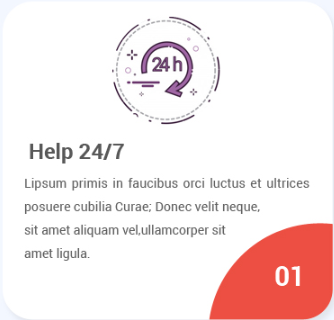 24 h
Help 24/7
Lipsum primis in faucibus orci luctus et ultrices
posuere cubilia Curae; Donec velit neque,
sit amet aliquam vel,ullamcorper sit
amet ligula.
01